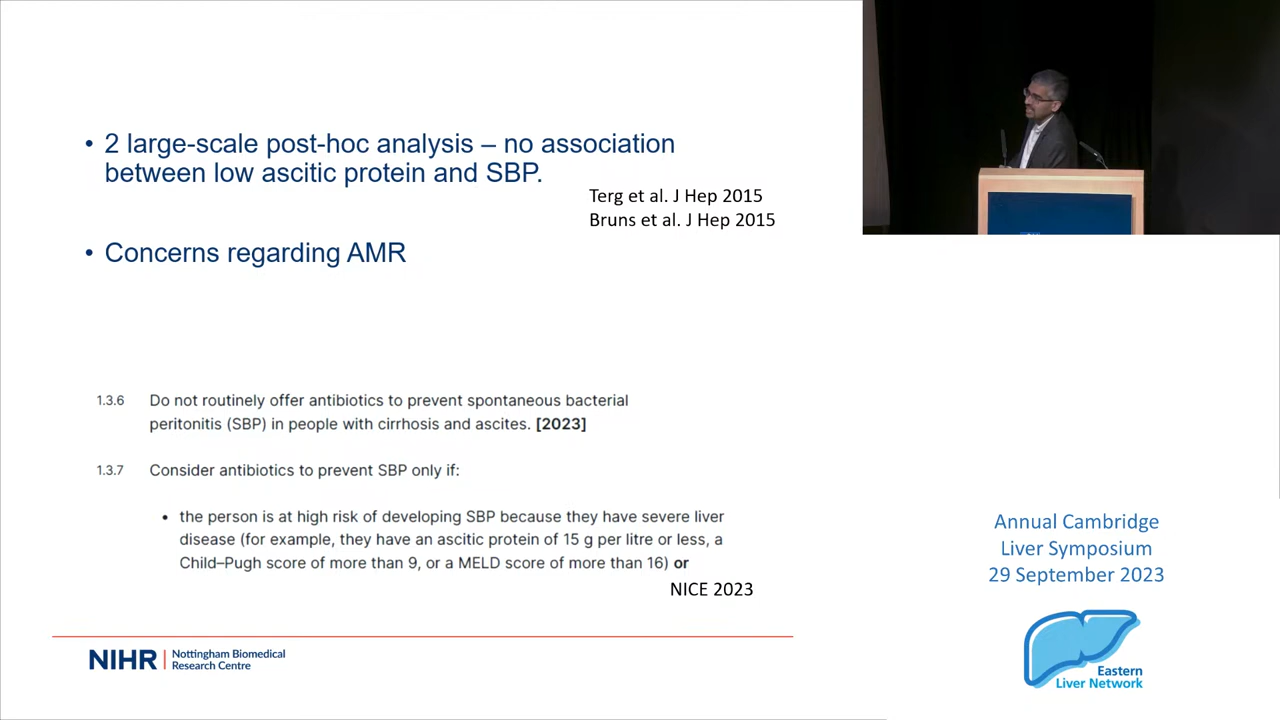 • 2 large-scale post-hoc analysis – no association
between low ascitic protein and SBP.
Terg et al. J Hep 2015
Bruns et al. J Hep 2015
• Concerns regarding AMR
1.3.6 Do not routinely offer antibiotics to prevent spontaneous bacterial
peritonitis (SBP) in people with cirrhosis and ascites. [2023]
1.3.7 Consider antibiotics to prevent SBP only if:
• the person is at high risk of developing SBP because they have severe liver
disease (for example, they have an ascitic protein of 15 g per litre or less, a
Child–Pugh score of more than 9, or a MELD score of more than 16) or
NICE 2023
NIHR | Nottingham Biomedical
Research Centre
Annual Cambridge
Liver Symposium
29 September 2023
Eastern
Liver Network